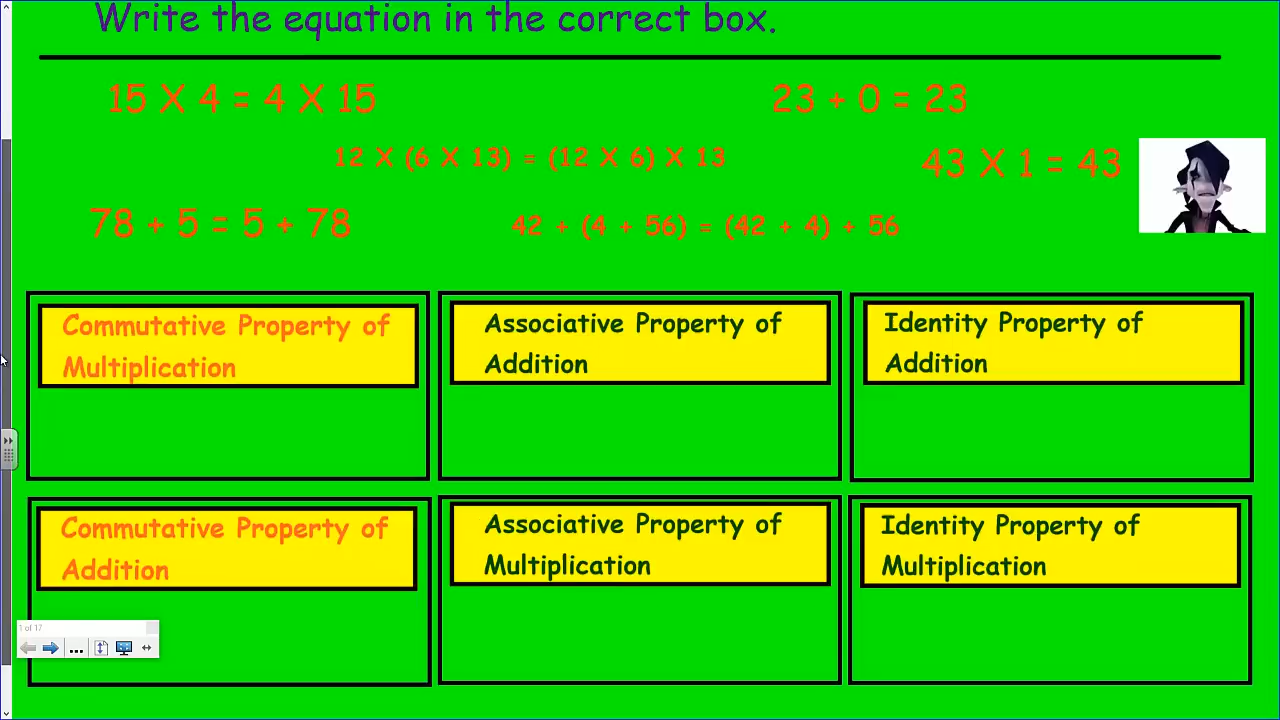 Write the equation in the correct box.
15 X 4 = 4 X 15
23 + 0 = 23
12 X (6 X 13) = (12 X 6) X 13
43 X 1 = 43
78 + 5 = 5 + 78
42 + (4 + 56) = (42 + 4) + 56
Commutative Property of
Multiplication
Associative Property of
Addition
Identity Property of
Addition
Commutative Property of
Addition
Associative Property of
Multiplication
Identity Property of
Multiplication
1 of 17
...